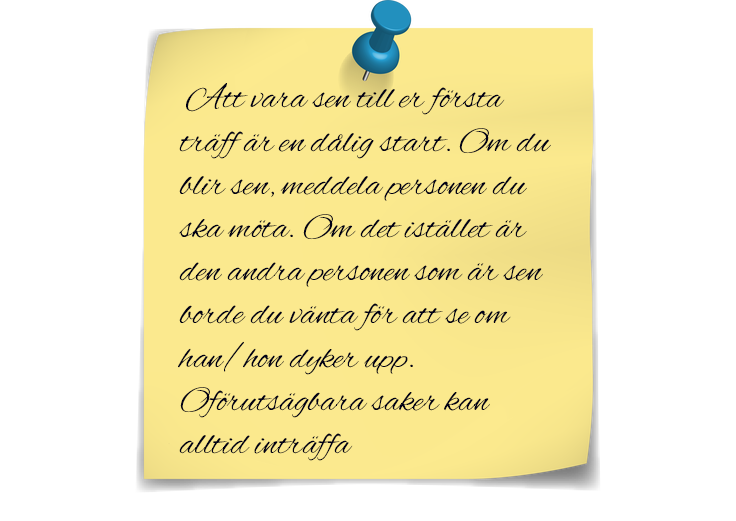 Att vara sen till er första
träff är en dålig start. Om du
blir sen, meddela personen du
ska möta. Om det istället är
den andra personen som är sen
borde du vänta för att se om
han/hon dyker upp.
Oförutsägbara saker kan
alltid inträffa